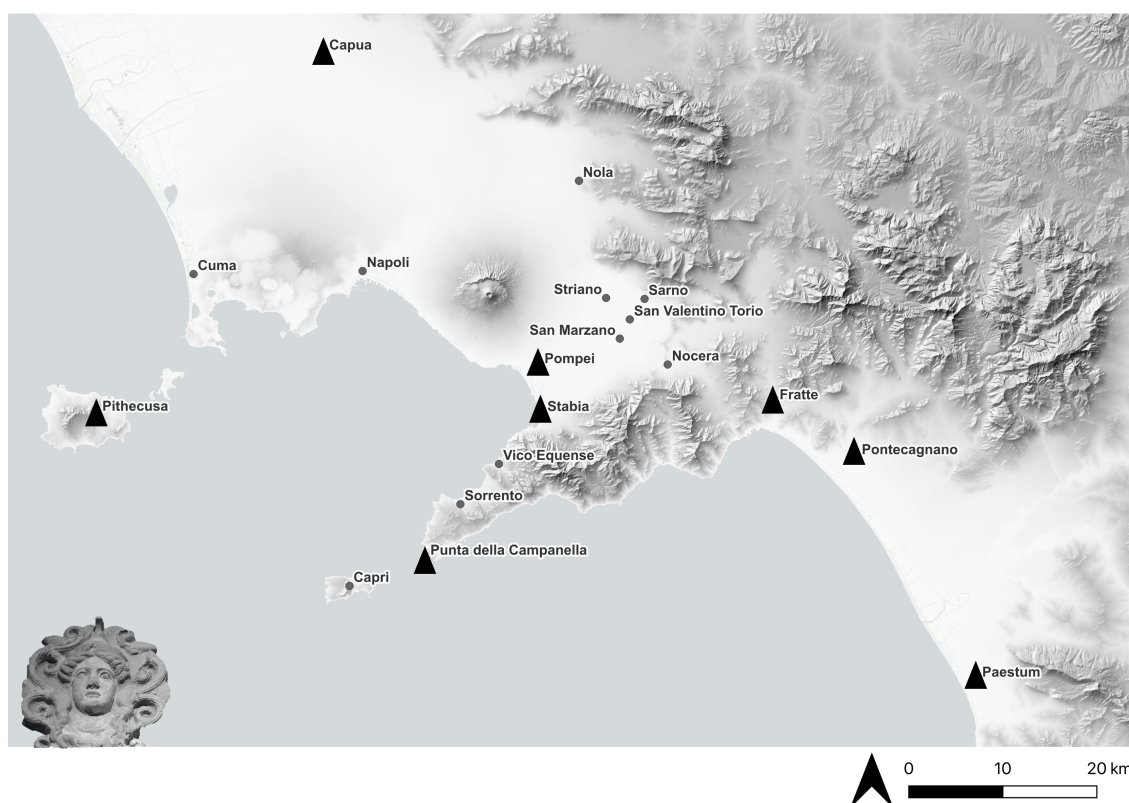 Capua
Nola
Cuma
Napoli
Striano
Sarno
San Valentino Torio
San Marzano
Pompei
Nocera
Pithecusa
Stabia
Fratte
Pontecagnano
Vico Equense
Sorrento
Punta della Campanella
Capri
Paestum
0 10 20 km